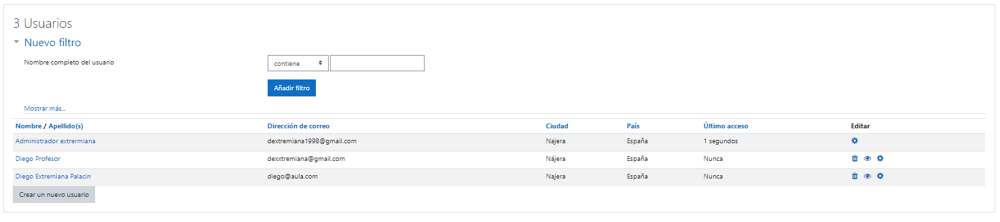 3 Usuarios
Nuevo filtro
Nombre completo del usuario contiene
Añadir filtro
Mostrar más...
Nombre / Apellido(s) Dirección de correo Ciudad País Último acceso Editar
Administrador extrermiana dextremiana1998@gmail.com Najera España 1 segundos
Diego Profesor dexxtremiana@gmail.com Nájera España Nunca
Diego Extremiana Palacin diego@aula.com Najera España Nunca
Crear un nuevo usuario